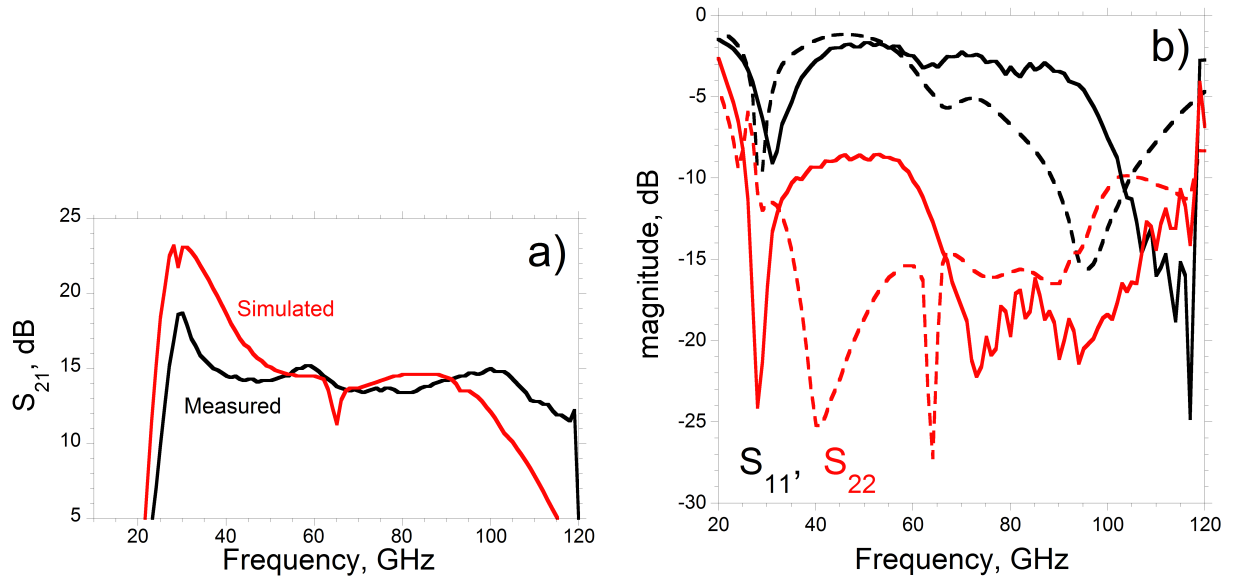 a)
25
20
15
10
5
S21, dB
Simulated
Measured
20 40 60 80 100 120
Frequency, GHz
b)
0
-5
-10
-15
-20
-25
-30
magnitude, dB
S11, S22
20 40 60 80 100 120
Frequency, GHz